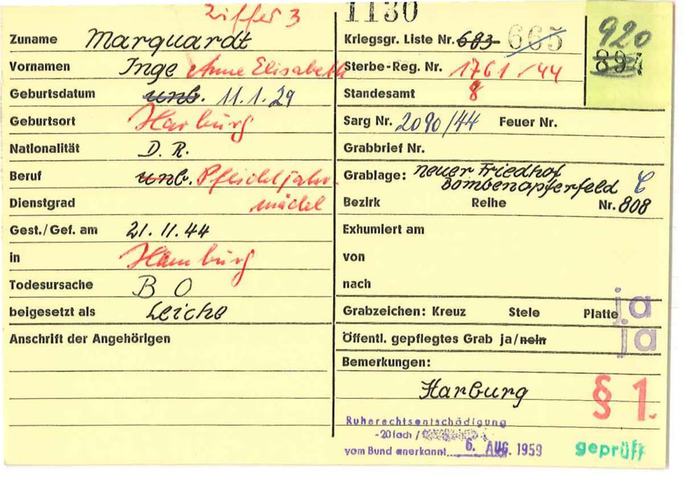 Ziffer 3
1130
Zuname Marquardt
Vornamen Inge Anne Elisabeth
Geburtsdatum unb. 11.1.29
Geburtsort Harburg
Nationalität D. R.
Beruf unb. Pflichtjahr-
Dienstgrad mädel
Gest./Gef. am 21.11.44
in Hamburg
Todesursache B O
beigesetzt als Leiche
Anschrift der Angehörigen
Kriegsgr. Liste Nr. 683 665
920
894
Sterbe-Reg. Nr. 1761/44
Standesamt 8
Sarg Nr. 2090/44 Feuer Nr.
Grabbrief Nr.
Grablage: neuer Friedhof
Bombenopferfeld C
Bezirk Reihe Nr. 808
Exhumiert am
von
nach
Grabzeichen: Kreuz Stele Platte ja
Öffentl. gepflegtes Grab ja/nein ja
Bemerkungen:
Harburg
§ 1.
Ruherechtsentschädigung
-20fach /
vom Bund anerkannt 6. AUG. 1959
geprüft